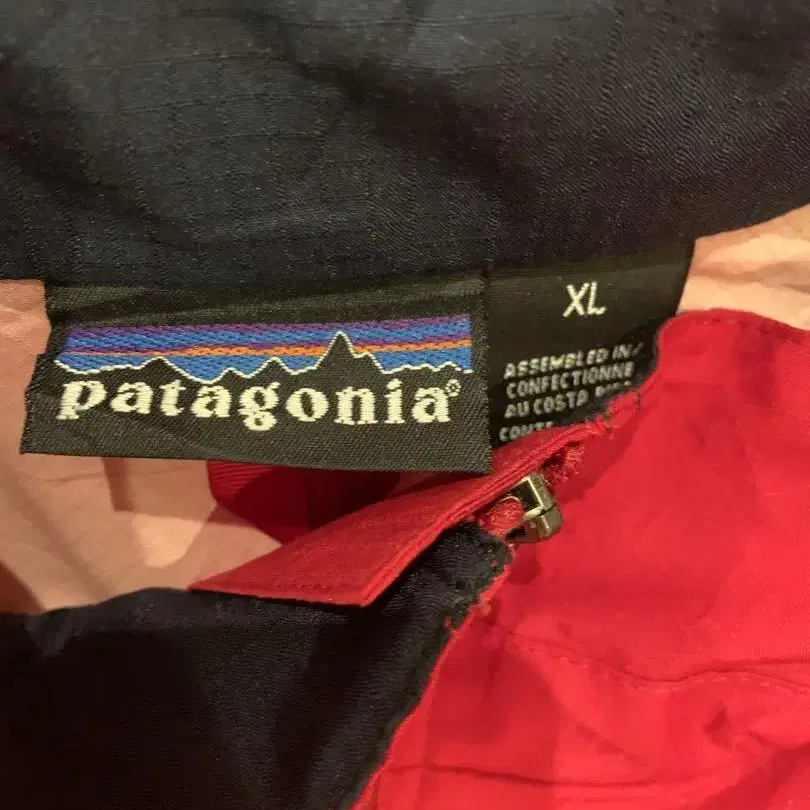 patagonia®
XL
ASSEMBLED IN/
CONFECTIONNE
AU COSTA